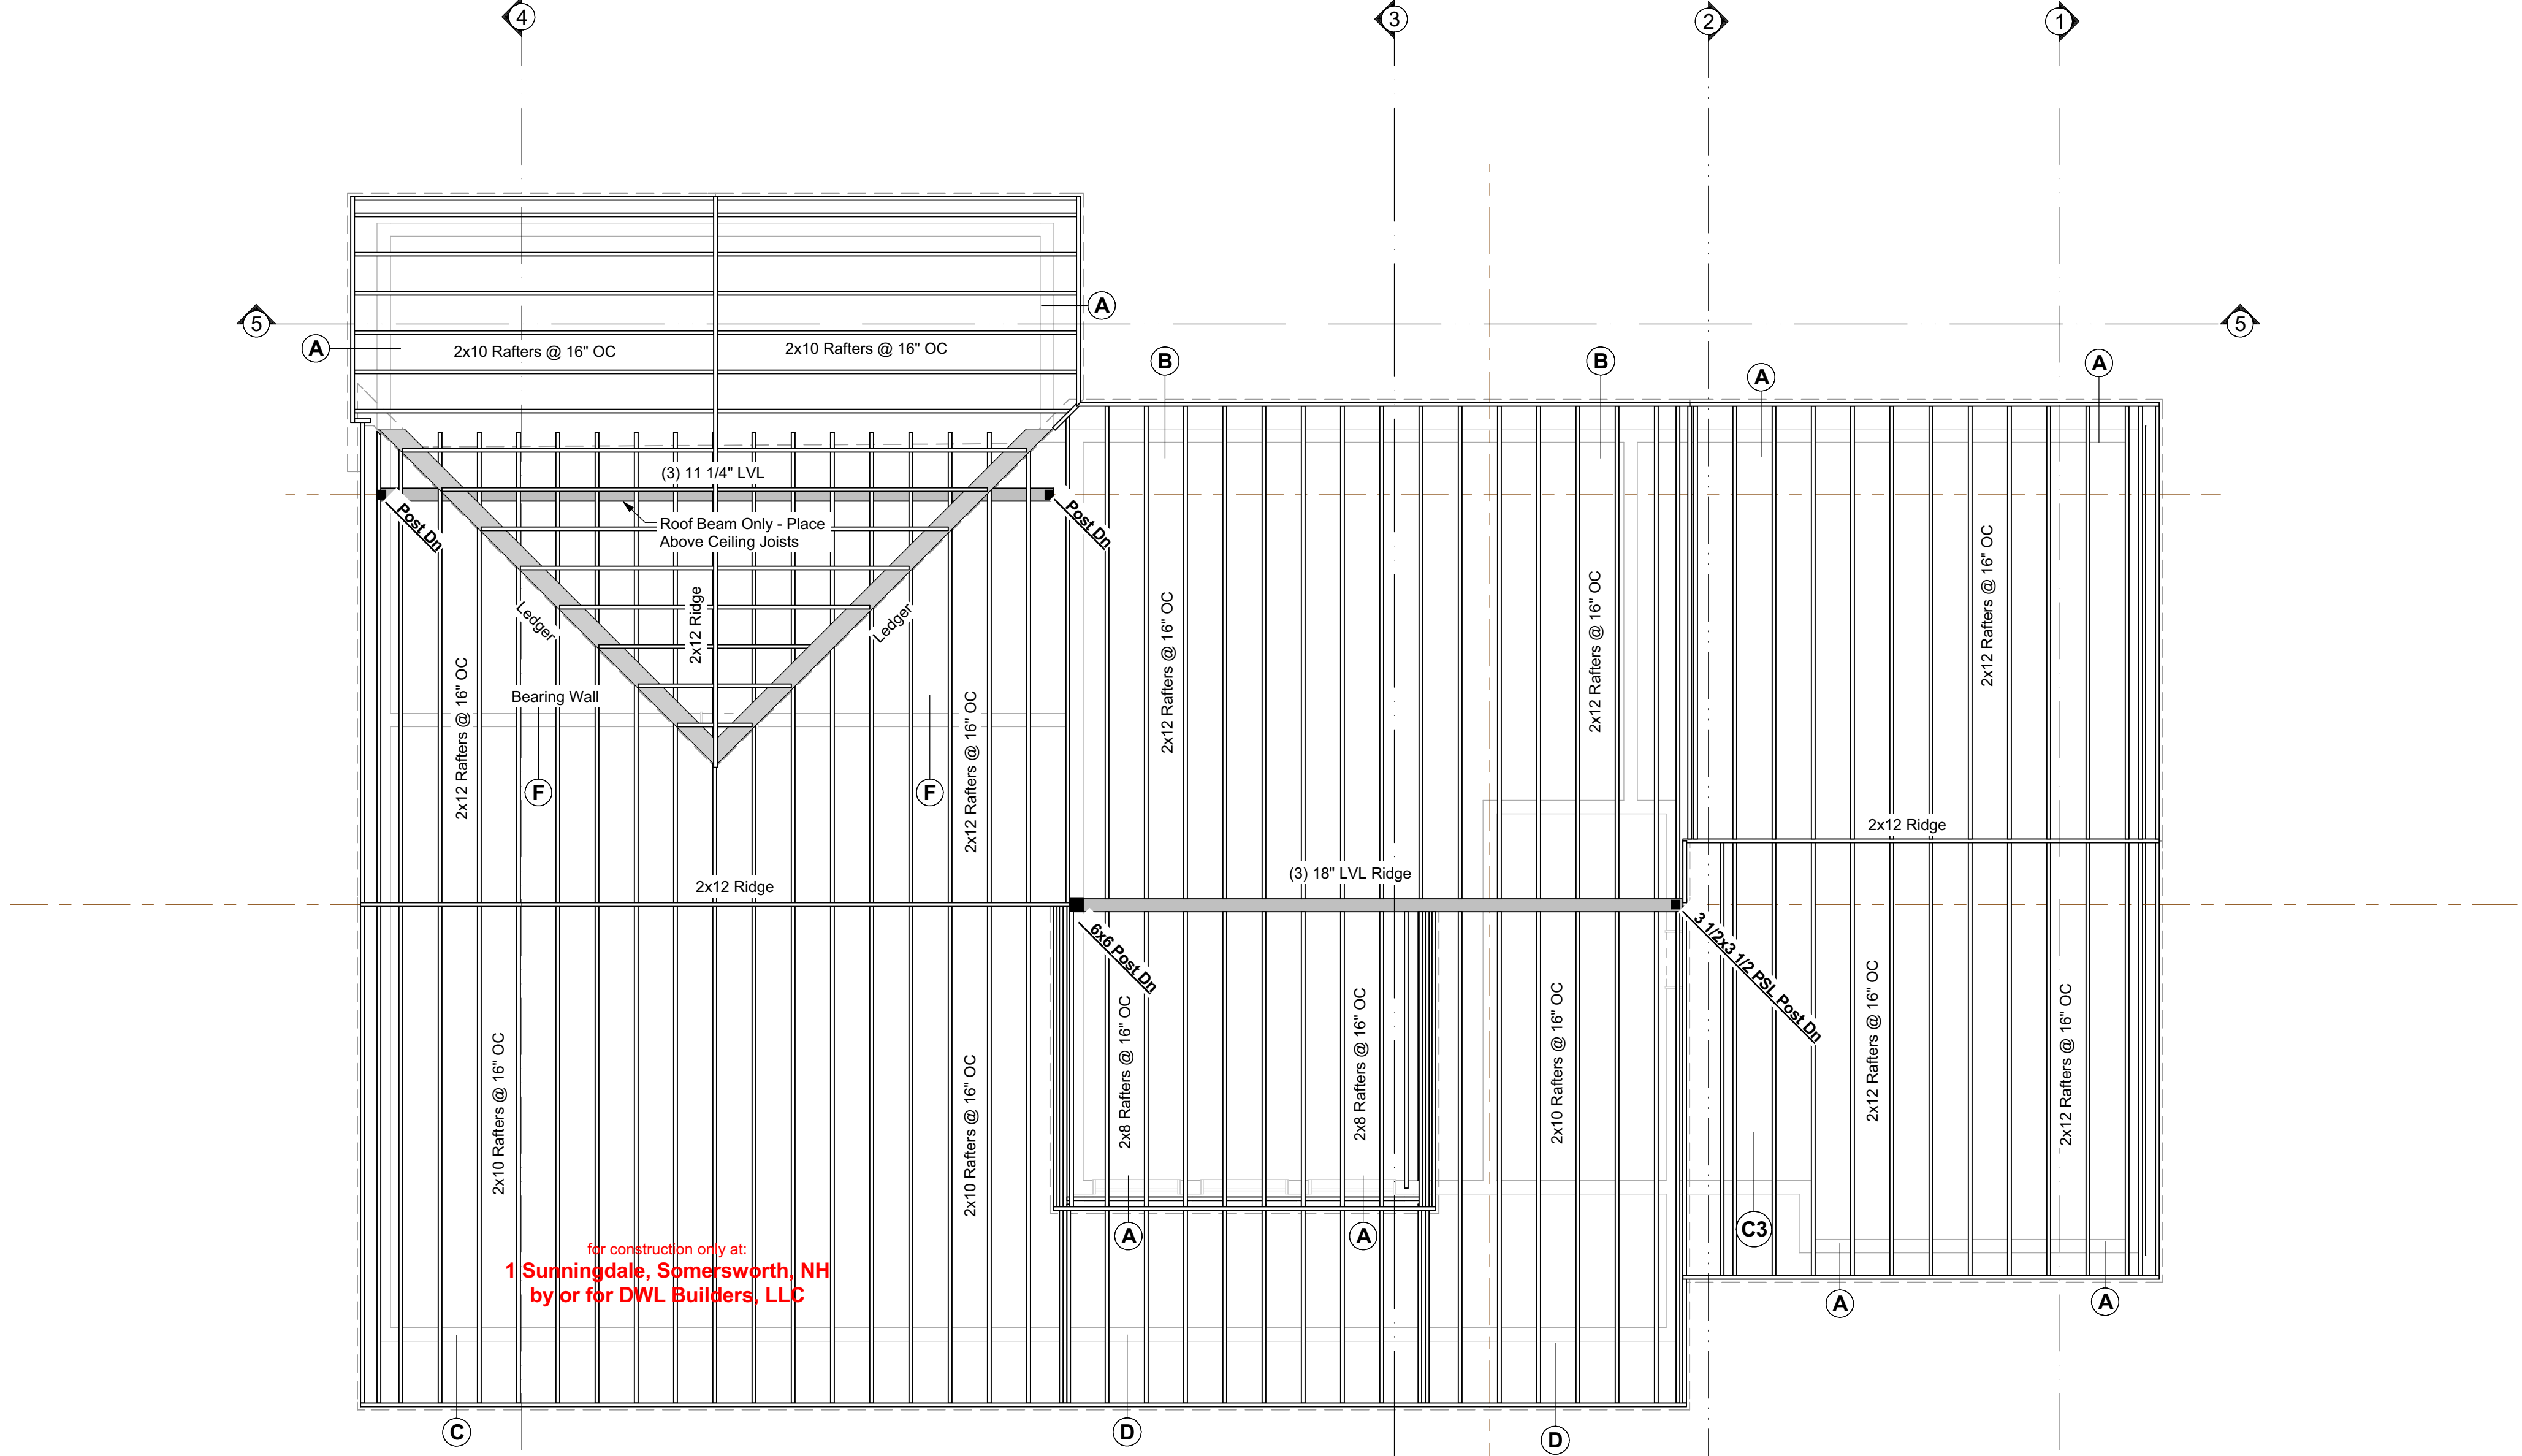 4
3
2
1
5
5
A
A
2x10 Rafters @ 16" OC
2x10 Rafters @ 16" OC
B
B
A
A
(3) 11 1/4" LVL
Roof Beam Only - Place
Above Ceiling Joists
Post Dn
Post Dn
Ledger
Ledger
2x12 Ridge
Bearing Wall
2x12 Rafters @ 16" OC
2x12 Rafters @ 16" OC
2x12 Rafters @ 16" OC
2x12 Rafters @ 16" OC
2x12 Rafters @ 16" OC
F
F
2x12 Ridge
2x12 Ridge
(3) 18" LVL Ridge
6x6 Post Dn
3 1/2x3 1/2 PSL Post Dn
2x10 Rafters @ 16" OC
2x10 Rafters @ 16" OC
2x8 Rafters @ 16" OC
2x8 Rafters @ 16" OC
2x10 Rafters @ 16" OC
2x12 Rafters @ 16" OC
2x12 Rafters @ 16" OC
A
A
C3
for construction only at:
1 Sunningdale, Somersworth, NH
by or for DWL Builders, LLC
A
A
C
D
D